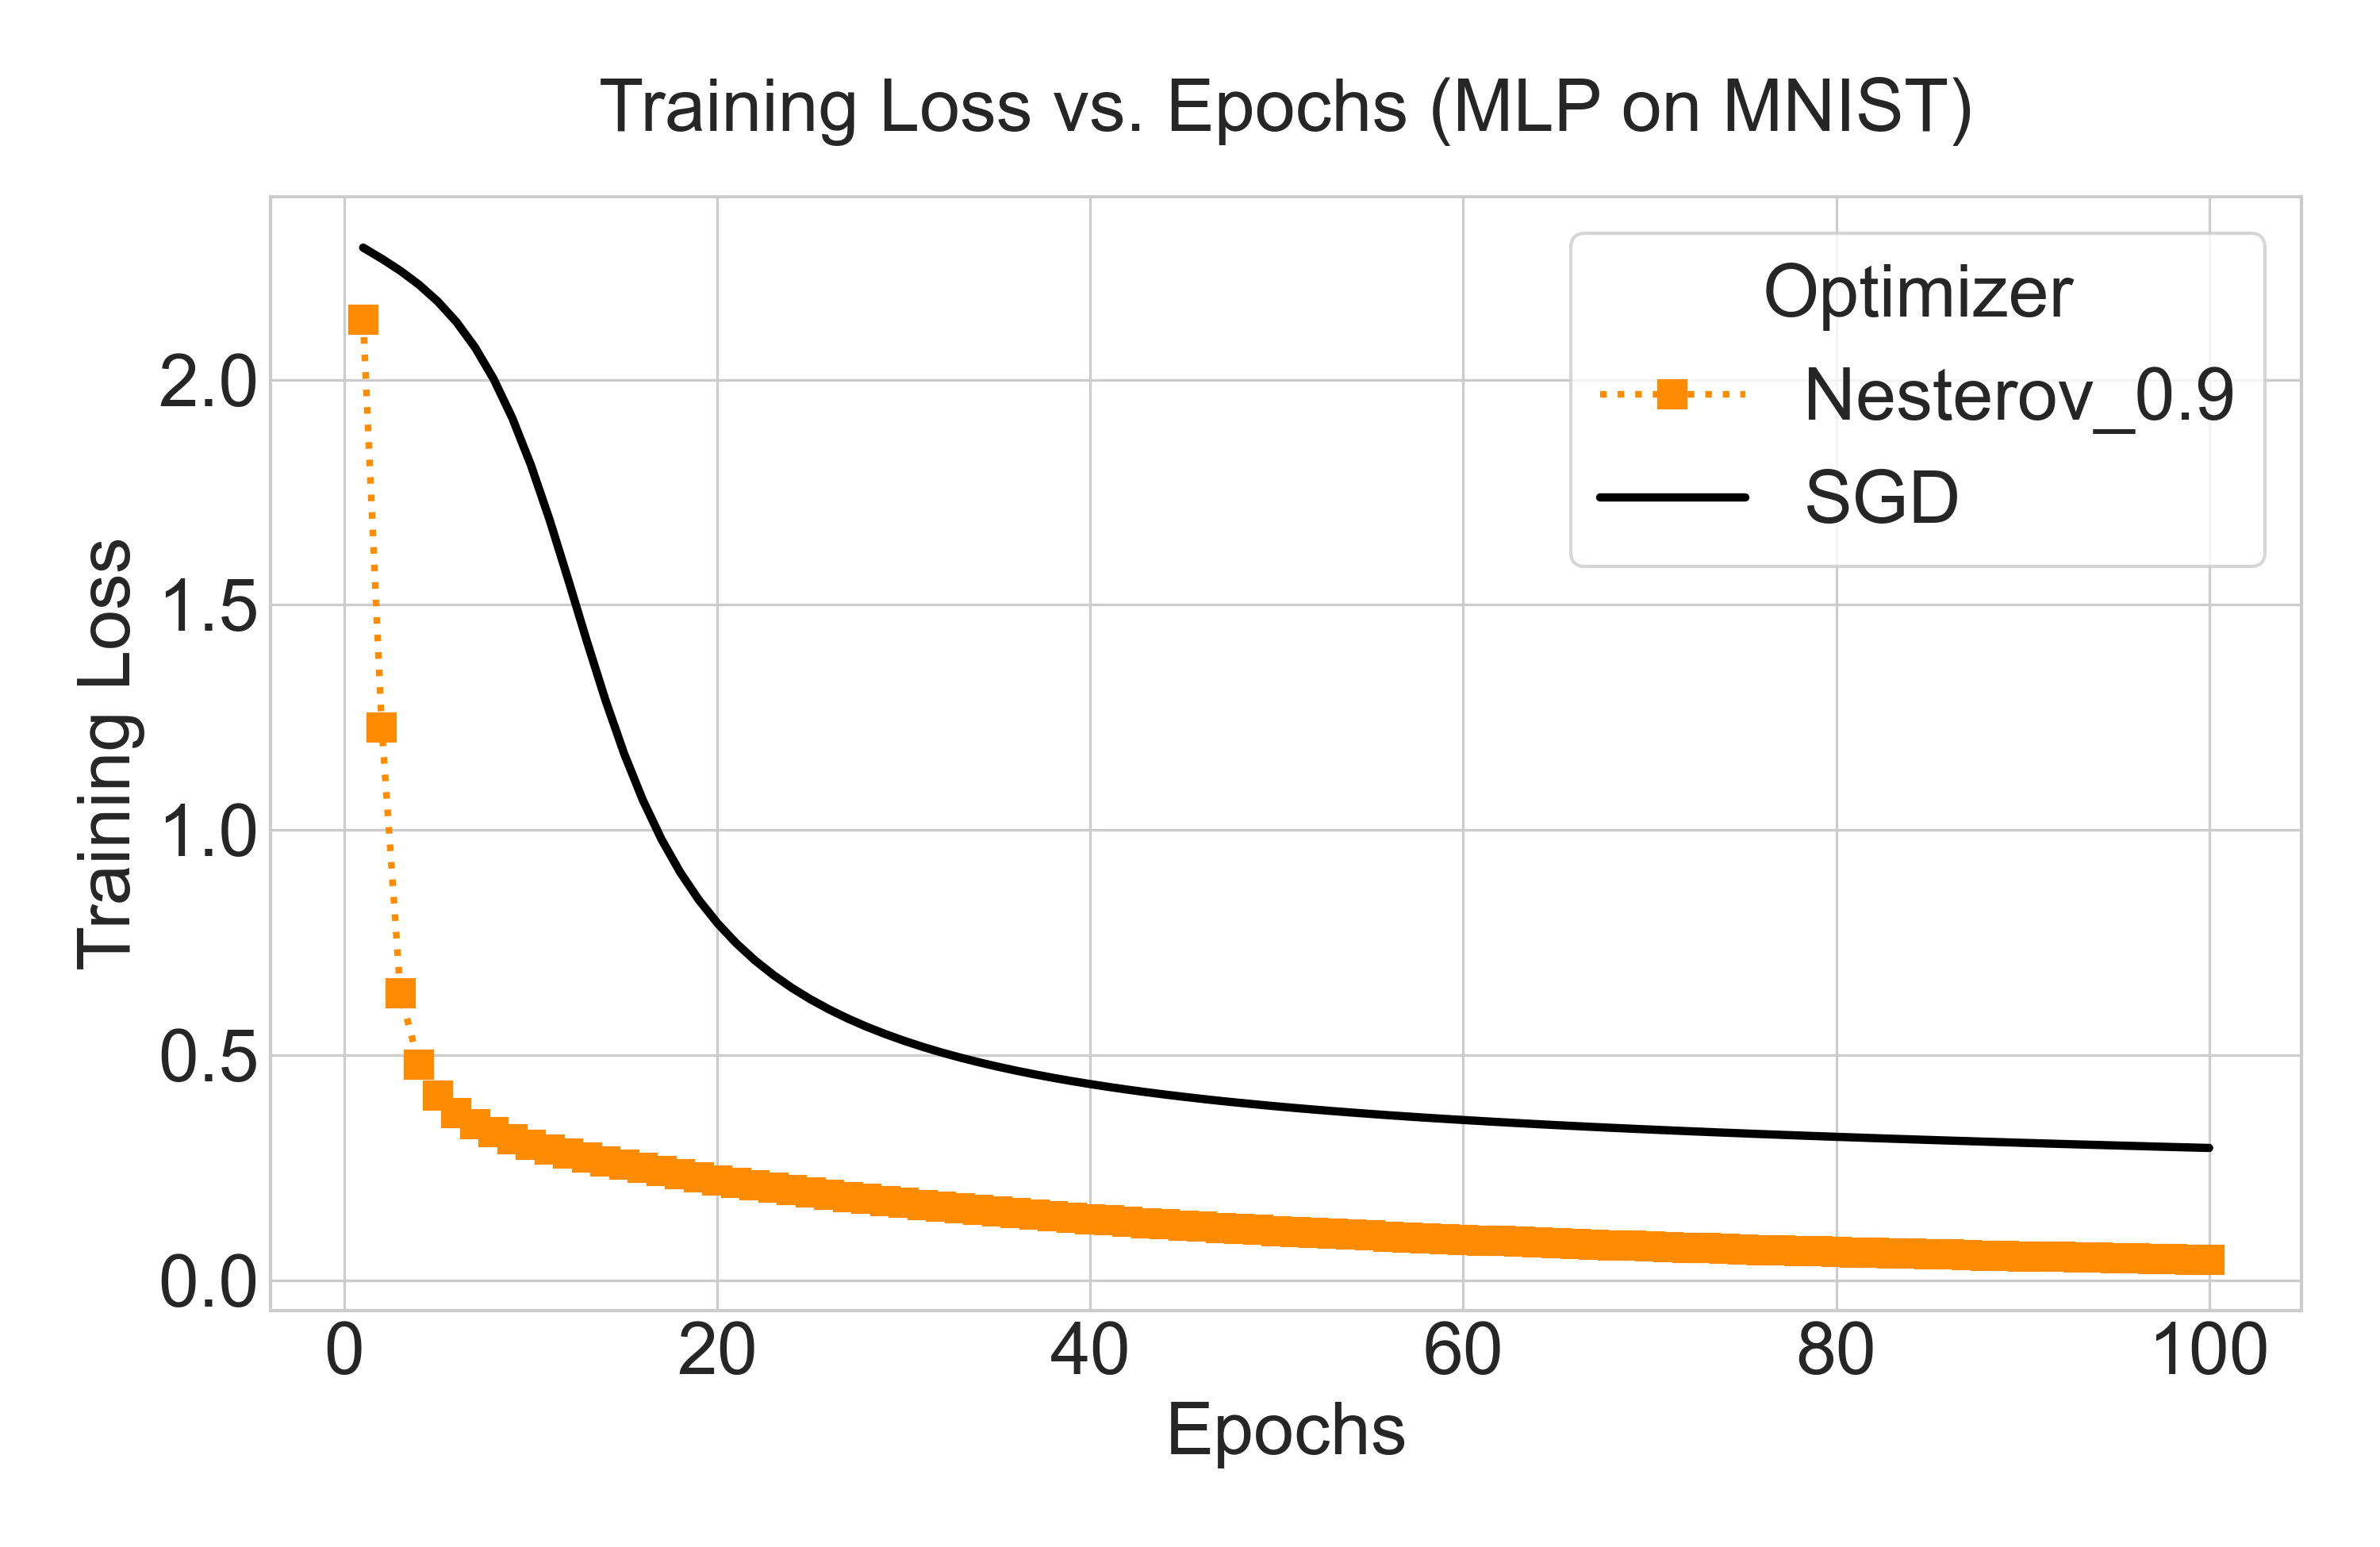 Training Loss vs. Epochs (MLP on MNIST)
Optimizer
Nesterov_0.9
SGD
Training Loss
2.0
1.5
1.0
0.5
0.0
0 20 40 60 80 100
Epochs